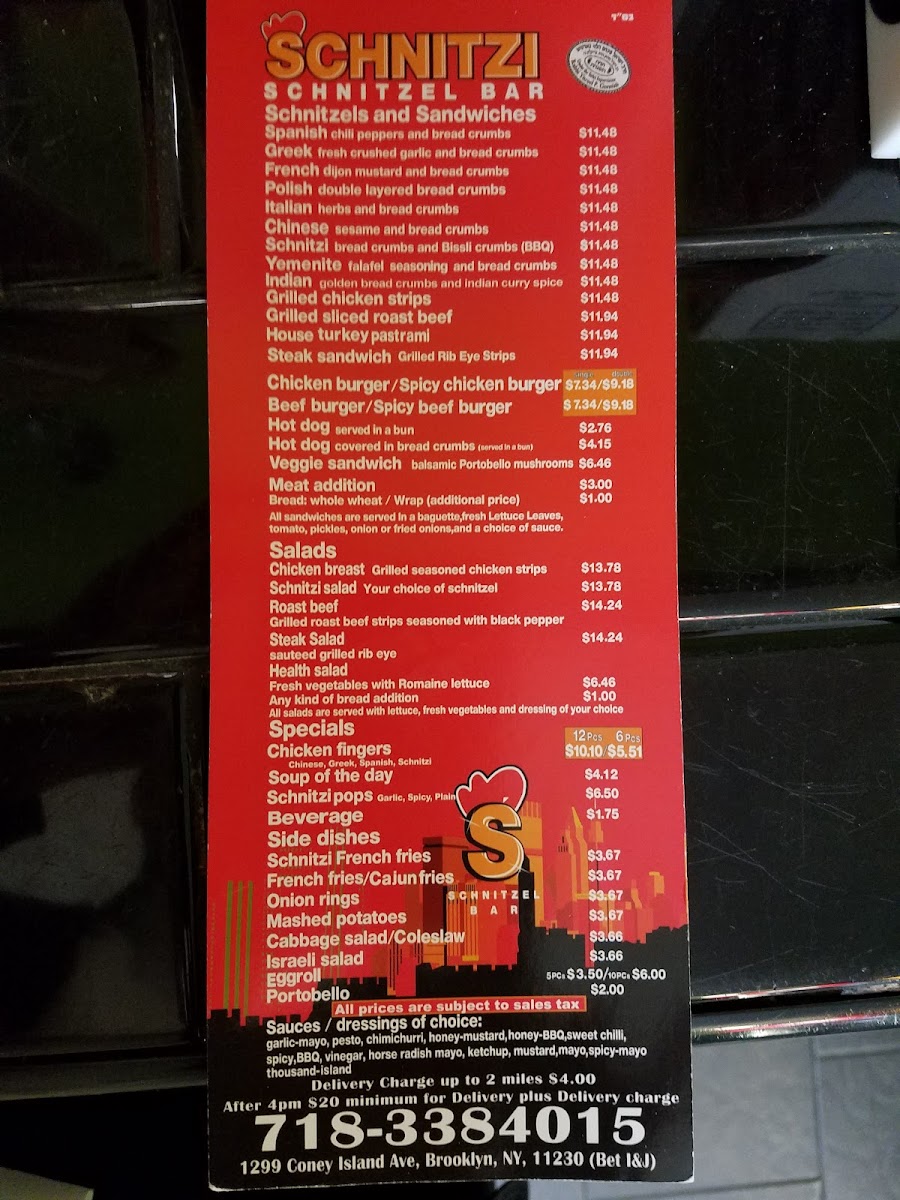 בס"ד
SCHNITZI
SCHNITZEL BAR
Schnitzels and Sandwiches
Spanish chili peppers and bread crumbs $11.48
Greek fresh crushed garlic and bread crumbs $11.48
French dijon mustard and bread crumbs $11.48
Polish double layered bread crumbs $11.48
Italian herbs and bread crumbs $11.48
Chinese sesame and bread crumbs $11.48
Schnitzi bread crumbs and Bissli crumbs (BBQ) $11.48
Yemenite falafel seasoning and bread crumbs $11.48
Indian golden bread crumbs and indian curry spice $11.48
Grilled chicken strips $11.48
Grilled sliced roast beef $11.94
House turkey pastrami $11.94
Steak sandwich Grilled Rib Eye Strips $11.94
single double
Chicken burger/Spicy chicken burger $7.34/$9.18
Beef burger/Spicy beef burger $7.34/$9.18
Hot dog served in a bun $2.76
Hot dog covered in bread crumbs (served in a bun) $4.15
Veggie sandwich balsamic Portobello mushrooms $6.46
Meat addition $3.00
Bread: whole wheat / Wrap (additional price) $1.00
All sandwiches are served in a baguette,fresh Lettuce Leaves,
tomato, pickles, onion or fried onions,and a choice of sauce.
Salads
Chicken breast Grilled seasoned chicken strips $13.78
Schnitzi salad Your choice of schnitzel $13.78
Roast beef $14.24
Grilled roast beef strips seasoned with black pepper
Steak Salad $14.24
sauteed grilled rib eye
Health salad
Fresh vegetables with Romaine lettuce $6.46
Any kind of bread addition $1.00
All salads are served with lettuce, fresh vegetables and dressing of your choice
Specials
12 Pcs 6 Pcs
Chicken fingers $10.10/$5.51
Chinese, Greek, Spanish, Schnitzi
Soup of the day $4.12
Schnitzi pops Garlic, Spicy, Plain $6.50
Beverage $1.75
Side dishes
Schnitzi French fries $3.67
French fries/Cajun fries $3.67
Onion rings $3.67
Mashed potatoes $3.67
Cabbage salad/Coleslaw $3.66
Israeli salad $3.66
Eggroll 5PCs $3.50/10PCs $6.00
Portobello $2.00
S
SCHNITZEL
BAR
All prices are subject to sales tax
Sauces / dressings of choice:
garlic-mayo, pesto, chimichurri, honey-mustard,honey-BBQ,sweet chilli,
spicy,BBQ, vinegar, horse radish mayo, ketchup, mustard,mayo,spicy-mayo
thousand-island
Delivery Charge up to 2 miles $4.00
After 4pm $20 minimum for Delivery plus Delivery charge
718-3384015
1299 Coney Island Ave, Brooklyn, NY, 11230 (Bet I&J)